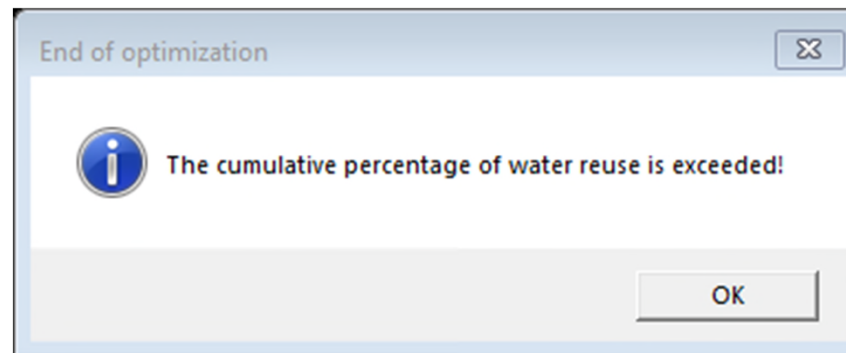 End of optimization
The cumulative percentage of water reuse is exceeded!
OK